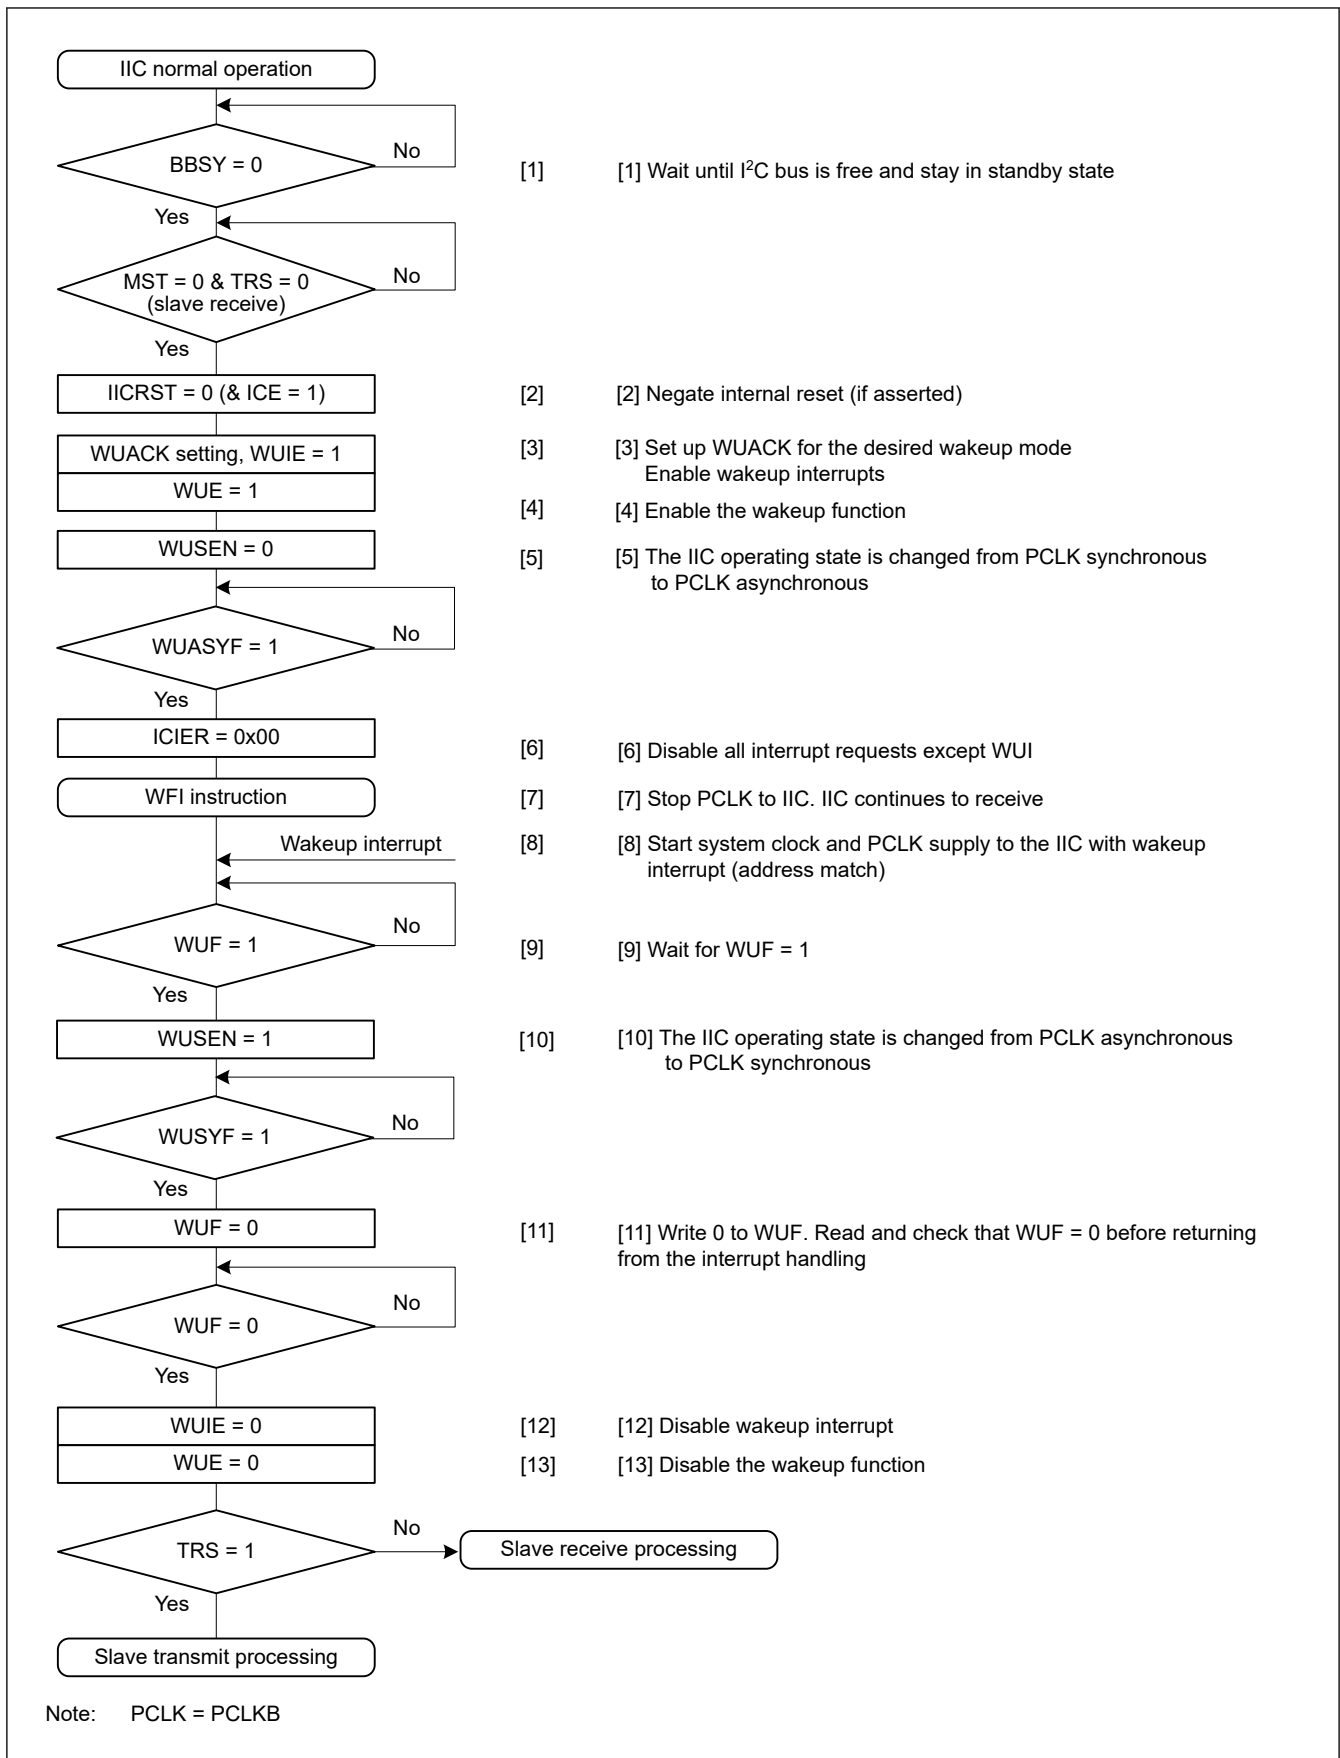 IIC normal operation
BBSY = 0
No
[1] [1] Wait until I²C bus is free and stay in standby state
Yes
MST = 0 & TRS = 0
(slave receive)
No
Yes
IICRST = 0 (& ICE = 1)
[2] [2] Negate internal reset (if asserted)
WUACK setting, WUIE = 1
[3] [3] Set up WUACK for the desired wakeup mode
Enable wakeup interrupts
WUE = 1
[4] [4] Enable the wakeup function
WUSEN = 0
[5] [5] The IIC operating state is changed from PCLK synchronous
to PCLK asynchronous
WUASYF = 1
No
Yes
ICIER = 0x00
[6] [6] Disable all interrupt requests except WUI
WFI instruction
[7] [7] Stop PCLK to IIC. IIC continues to receive
Wakeup interrupt
[8] [8] Start system clock and PCLK supply to the IIC with wakeup
interrupt (address match)
WUF = 1
No
[9] [9] Wait for WUF = 1
Yes
WUSEN = 1
[10] [10] The IIC operating state is changed from PCLK asynchronous
to PCLK synchronous
WUSYF = 1
No
Yes
WUF = 0
[11] [11] Write 0 to WUF. Read and check that WUF = 0 before returning
from the interrupt handling
WUF = 0
No
Yes
WUIE = 0
[12] [12] Disable wakeup interrupt
WUE = 0
[13] [13] Disable the wakeup function
TRS = 1
No
Slave receive processing
Yes
Slave transmit processing
Note: PCLK = PCLKB